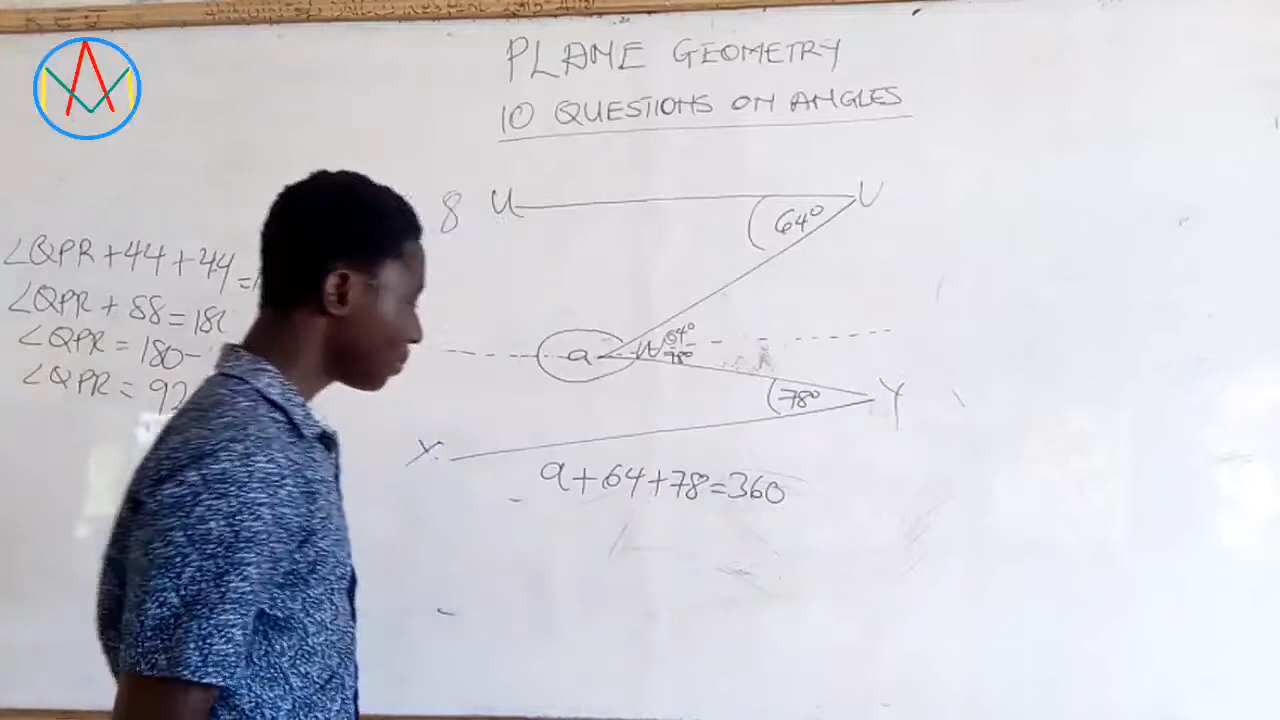 PLANE GEOMETRY
10 QUESTIONS ON ANGLES
8 U V
64°
∠QPR + 44 + 44 =
∠QPR + 88 = 180
∠QPR = 180 -
∠QPR = 92
a W 64°
78°
78° Y
X
a + 64 + 78 = 360